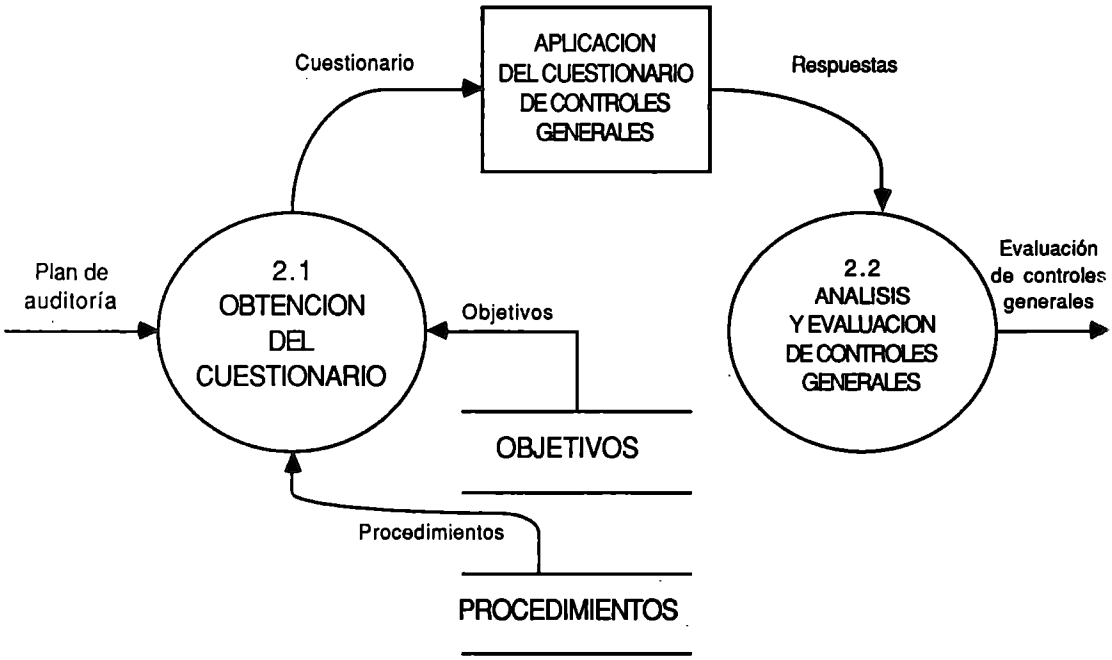 Cuestionario
APLICACION
DEL CUESTIONARIO
DE CONTROLES
GENERALES
Respuestas
Plan de
auditoría
2.1
OBTENCION
DEL
CUESTIONARIO
Objetivos
2.2
ANALISIS
Y EVALUACION
DE CONTROLES
GENERALES
Evaluación
de controles
generales
OBJETIVOS
Procedimientos
PROCEDIMIENTOS